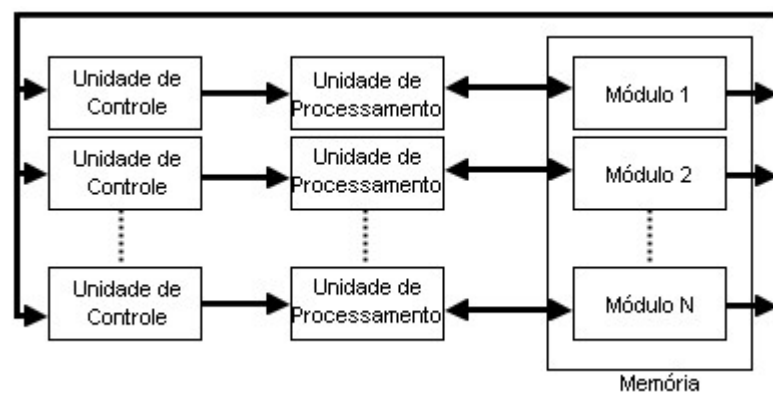 Unidade de
Controle
Unidade de
Processamento
Módulo 1
Unidade de
Controle
Unidade de
Processamento
Módulo 2
Unidade de
Controle
Unidade de
Processamento
Módulo N
Memória